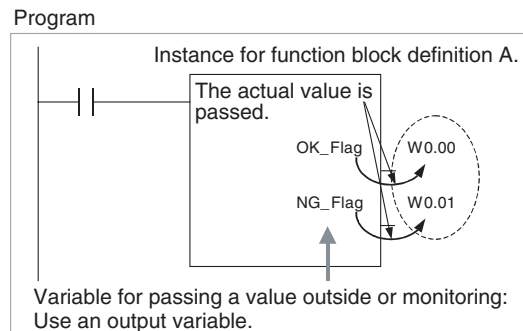 Program
Instance for function block definition A.
The actual value is
passed.
OK_Flag W0.00
NG_Flag W0.01
Variable for passing a value outside or monitoring:
Use an output variable.